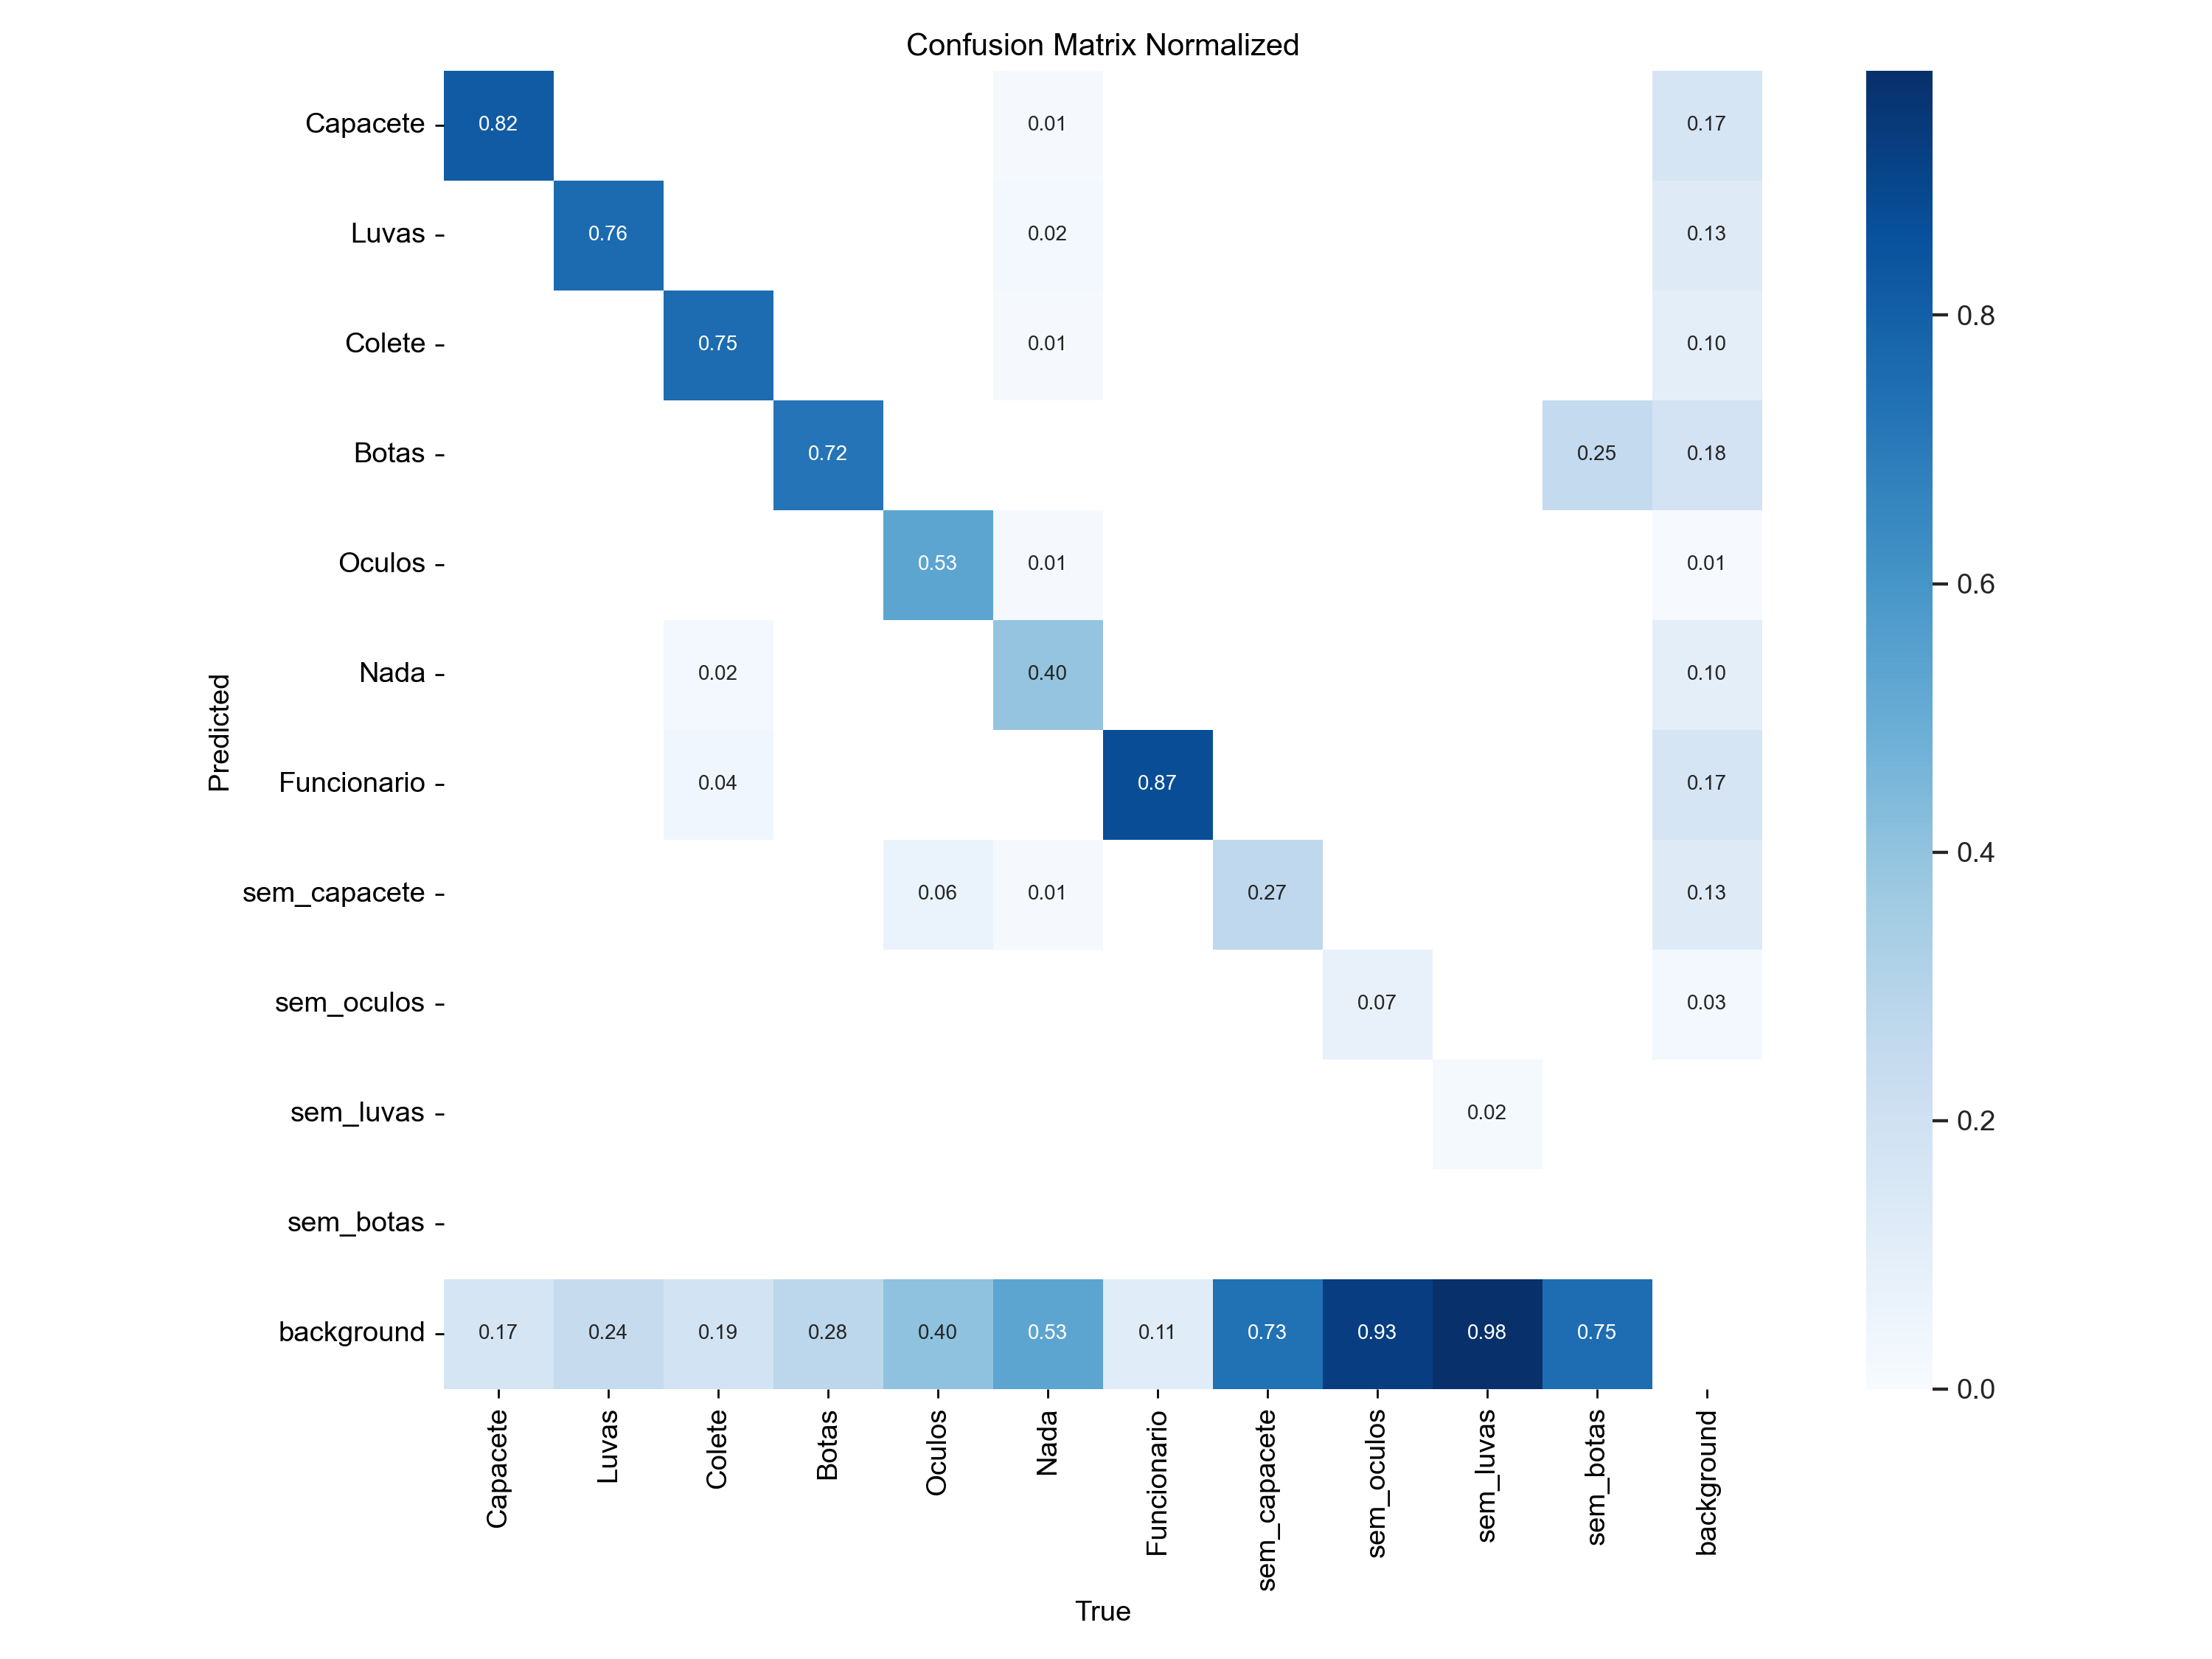 Confusion Matrix Normalized
Capacete 0.82 0.01 0.17
Luvas 0.76 0.02 0.13
Colete 0.75 0.01 0.10
Botas 0.72 0.25 0.18
Oculos 0.53 0.01 0.01
Nada 0.02 0.40 0.10
Funcionario 0.04 0.87 0.17
sem_capacete 0.06 0.01 0.27 0.13
sem_oculos 0.07 0.03
sem_luvas 0.02
sem_botas
background 0.17 0.24 0.19 0.28 0.40 0.53 0.11 0.73 0.93 0.98 0.75
Predicted
Capacete Luvas Colete Botas Oculos Nada Funcionario sem_capacete sem_oculos sem_luvas sem_botas background
True
0.8
0.6
0.4
0.2
0.0